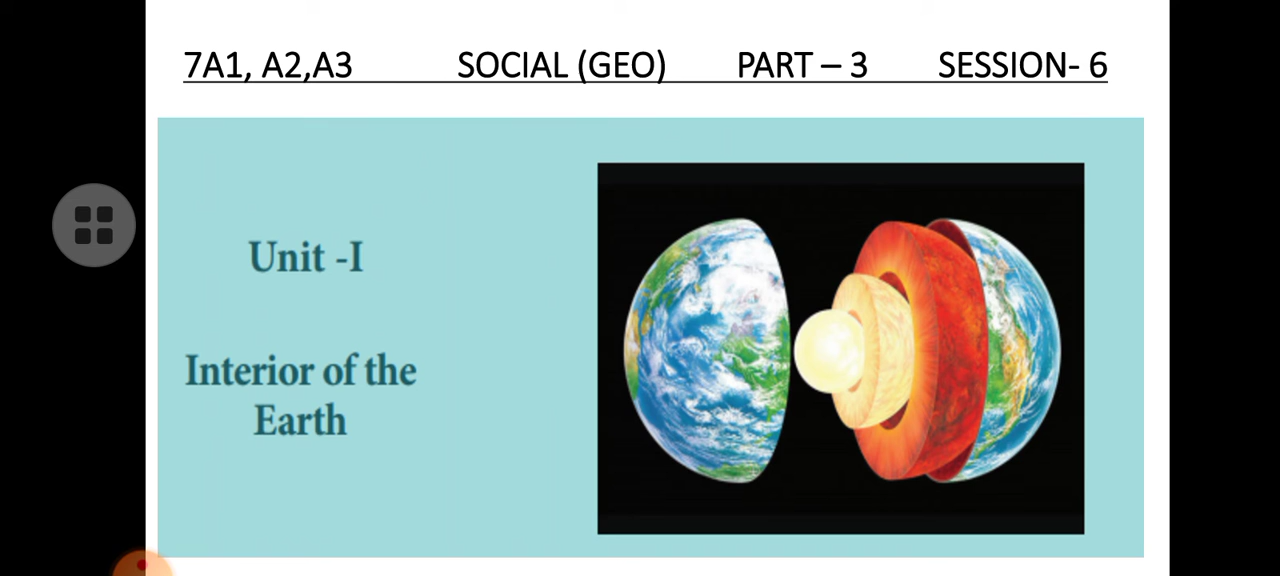 7A1, A2,A3 SOCIAL (GEO) PART – 3 SESSION- 6
Unit -I
Interior of the
Earth